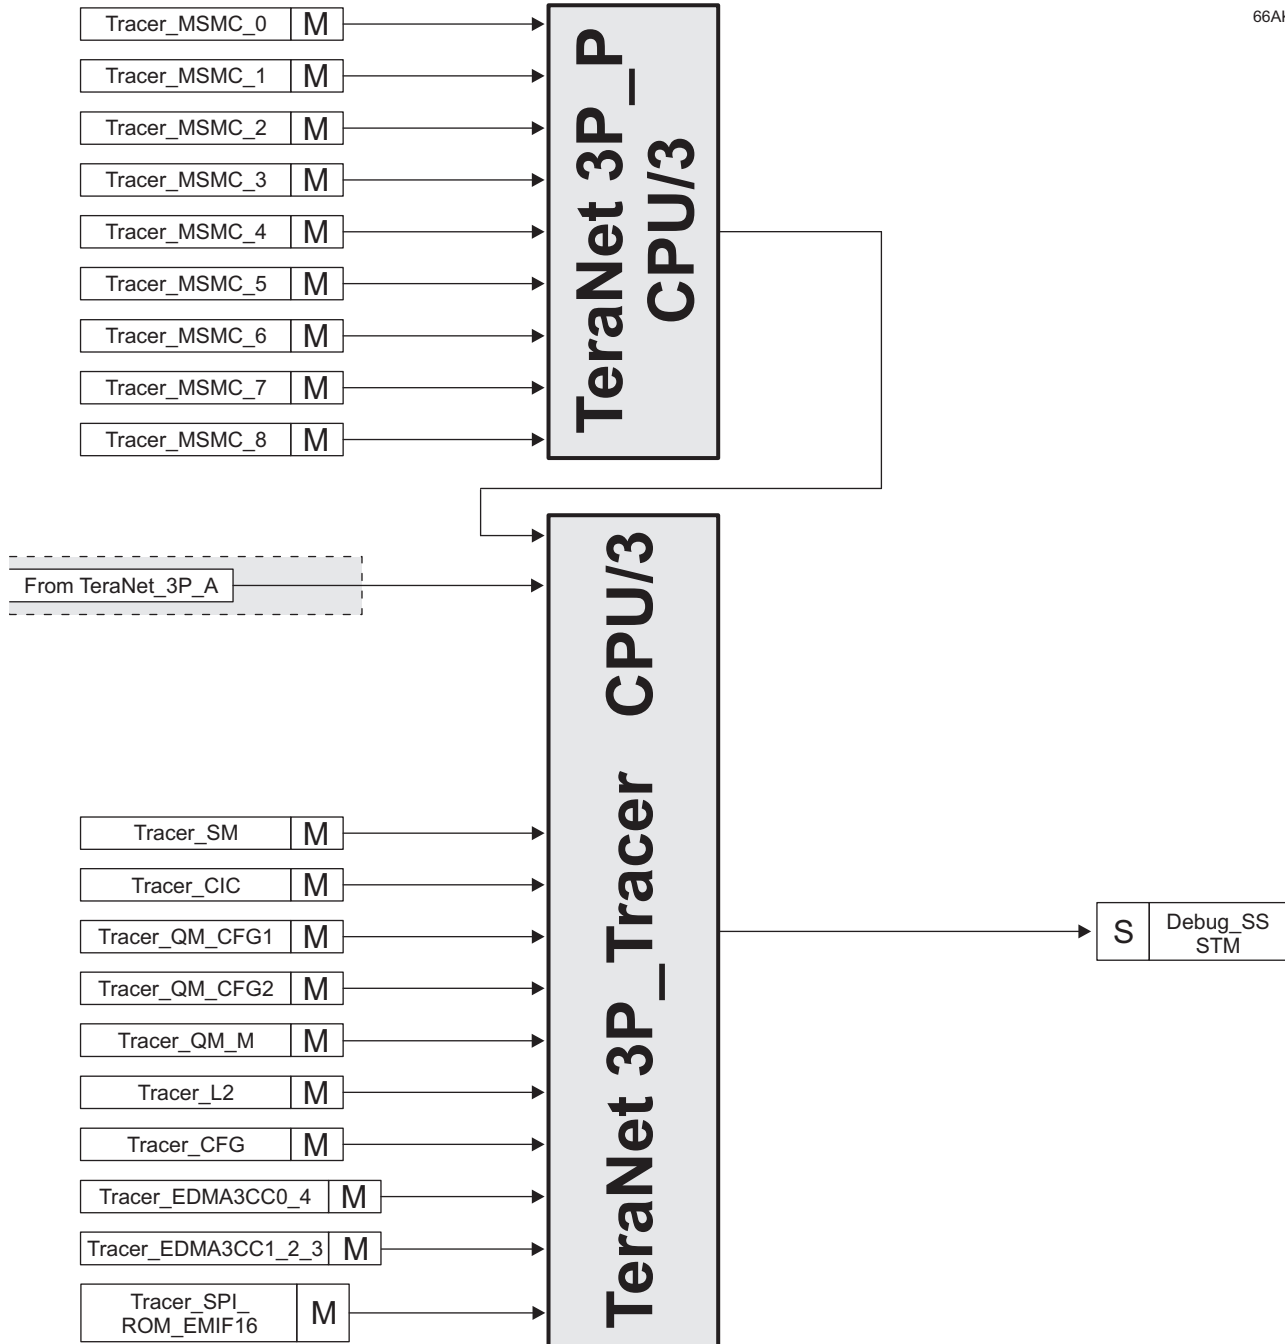 66AK
Tracer_MSMC_0 M
Tracer_MSMC_1 M
Tracer_MSMC_2 M
Tracer_MSMC_3 M
Tracer_MSMC_4 M
Tracer_MSMC_5 M
Tracer_MSMC_6 M
Tracer_MSMC_7 M
Tracer_MSMC_8 M
TeraNet 3P_P
CPU/3
From TeraNet_3P_A
TeraNet 3P_Tracer CPU/3
Tracer_SM M
Tracer_CIC M
Tracer_QM_CFG1 M
Tracer_QM_CFG2 M
Tracer_QM_M M
Tracer_L2 M
Tracer_CFG M
Tracer_EDMA3CC0_4 M
Tracer_EDMA3CC1_2_3 M
Tracer_SPI_
ROM_EMIF16 M
S Debug_SS
STM